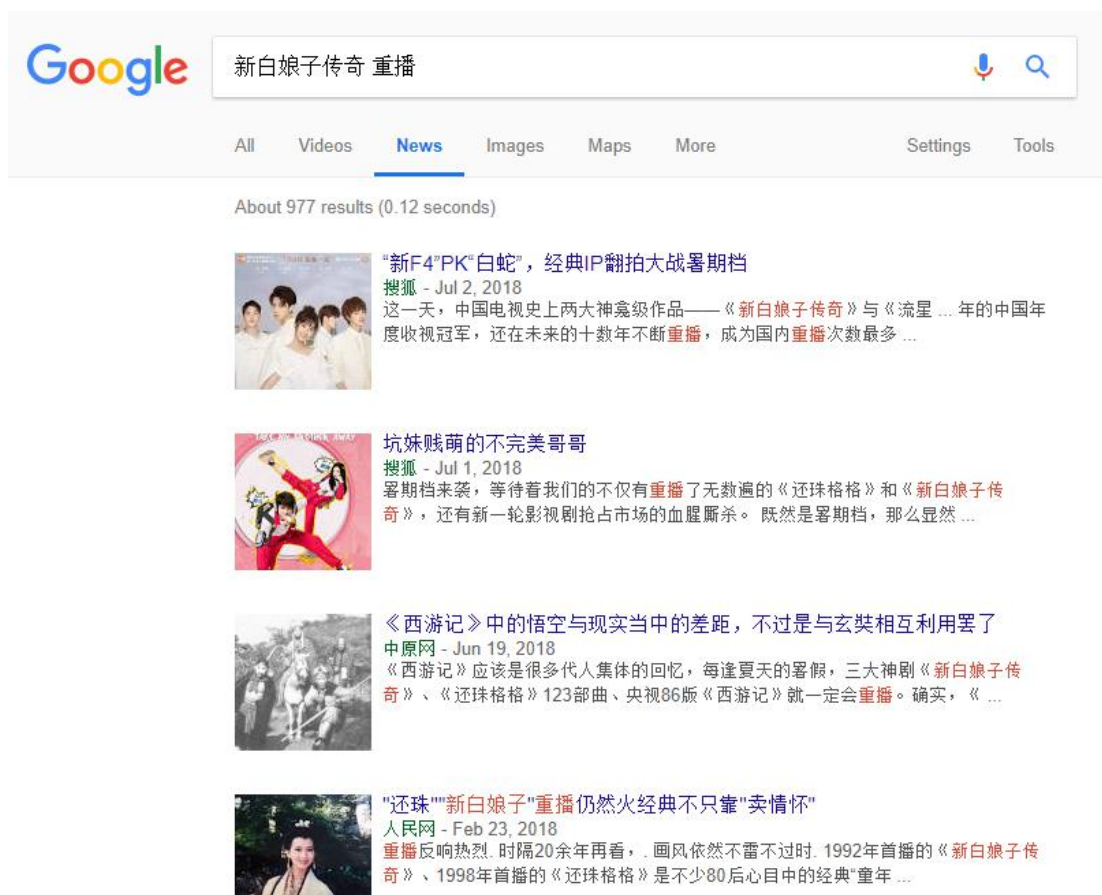 Google
新白娘子传奇 重播
All Videos News Images Maps More Settings Tools
About 977 results (0.12 seconds)
“新F4”PK“白蛇”，经典IP翻拍大战暑期档
搜狐 - Jul 2, 2018
这一天，中国电视史上两大神龛级作品——《新白娘子传奇》与《流星 ... 年的中国年
度收视冠军，还在未来的十数年不断重播，成为国内重播次数最多 ...
坑妹贱萌的不完美哥哥
搜狐 - Jul 1, 2018
暑期档来袭，等待着我们的不仅有重播了无数遍的《还珠格格》和《新白娘子传
奇》，还有新一轮影视剧抢占市场的血腥厮杀。 既然是暑期档，那么显然 ...
《西游记》中的悟空与现实当中的差距，不过是与玄奘相互利用罢了
中原网 - Jun 19, 2018
《西游记》应该是很多代人集体的回忆，每逢夏天的暑假，三大神剧《新白娘子传
奇》、《还珠格格》123部曲、央视86版《西游记》就一定会重播。确实，《 ...
"还珠""新白娘子"重播仍然火经典不只靠"卖情怀"
人民网 - Feb 23, 2018
重播反响热烈. 时隔20余年再看，. 画风依然不雷不过时. 1992年首播的《新白娘子传
奇》、1998年首播的《还珠格格》是不少80后心目中的经典“童年 ...